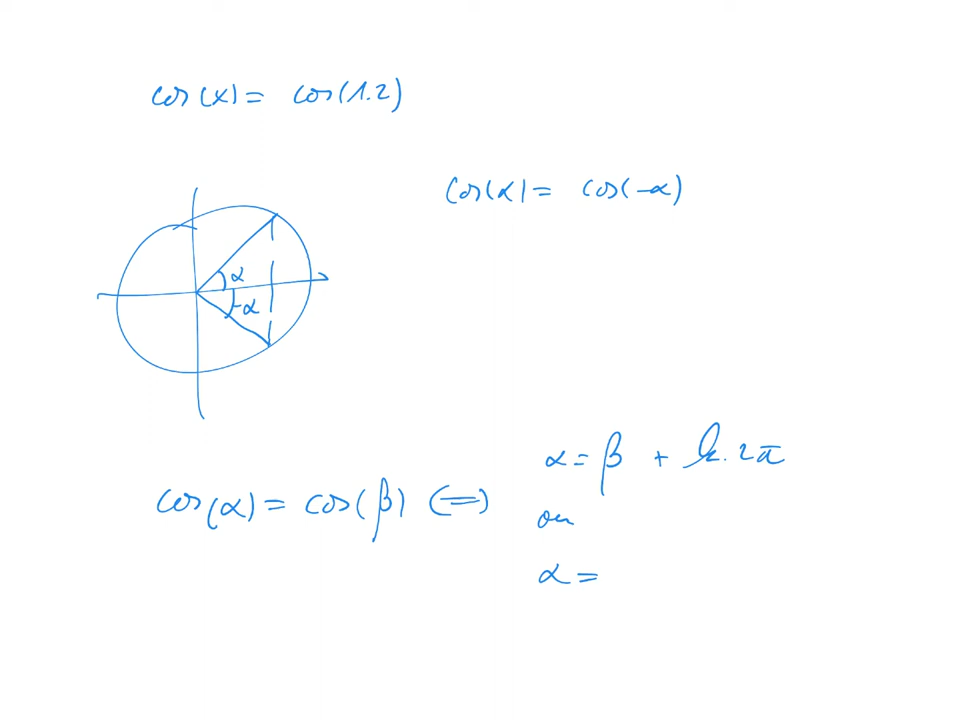 cos(x) = cos(1.2)
cos(α) = cos(-α)
α
-α
α = β + k.2π
cos(α) = cos(β) (=)
ou
α =